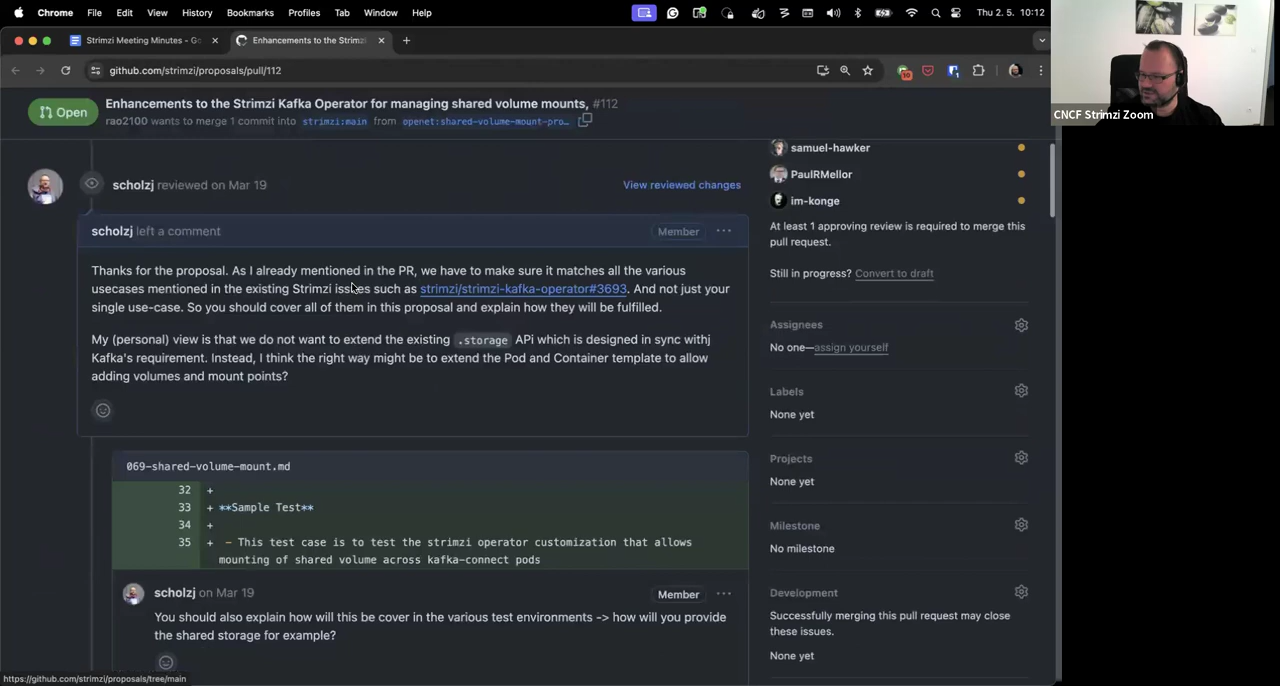 Chrome File Edit View History Bookmarks Profiles Tab Window Help
Thu 2. 5. 10:12
Strimzi Meeting Minutes - Go
Enhancements to the Strimzi
github.com/strimzi/proposals/pull/112
10
CNCF Strimzi Zoom
Open
Enhancements to the Strimzi Kafka Operator for managing shared volume mounts, #112
rao2100 wants to merge 1 commit into strimzi:main from openet:shared-volume-mount-pro...
scholzj reviewed on Mar 19
View reviewed changes
scholzj left a comment
Member
Thanks for the proposal. As I already mentioned in the PR, we have to make sure it matches all the various
usecases mentioned in the existing Strimzi issues such as strimzi/strimzi-kafka-operator#3693. And not just your
single use-case. So you should cover all of them in this proposal and explain how they will be fulfilled.
My (personal) view is that we do not want to extend the existing .storage APi which is designed in sync withj
Kafka's requirement. Instead, I think the right way might be to extend the Pod and Container template to allow
adding volumes and mount points?
069-shared-volume-mount.md
32 +
33 + **Sample Test**
34 +
35 + - This test case is to test the strimzi operator customization that allows
mounting of shared volume across kafka-connect pods
scholzj on Mar 19
Member
You should also explain how will this be cover in the various test environments -> how will you provide
the shared storage for example?
samuel-hawker
PaulRMellor
im-konge
At least 1 approving review is required to merge this
pull request.
Still in progress? Convert to draft
Assignees
No one—assign yourself
Labels
None yet
Projects
None yet
Milestone
No milestone
Development
Successfully merging this pull request may close
these issues.
None yet
https://github.com/strimzi/proposals/tree/main